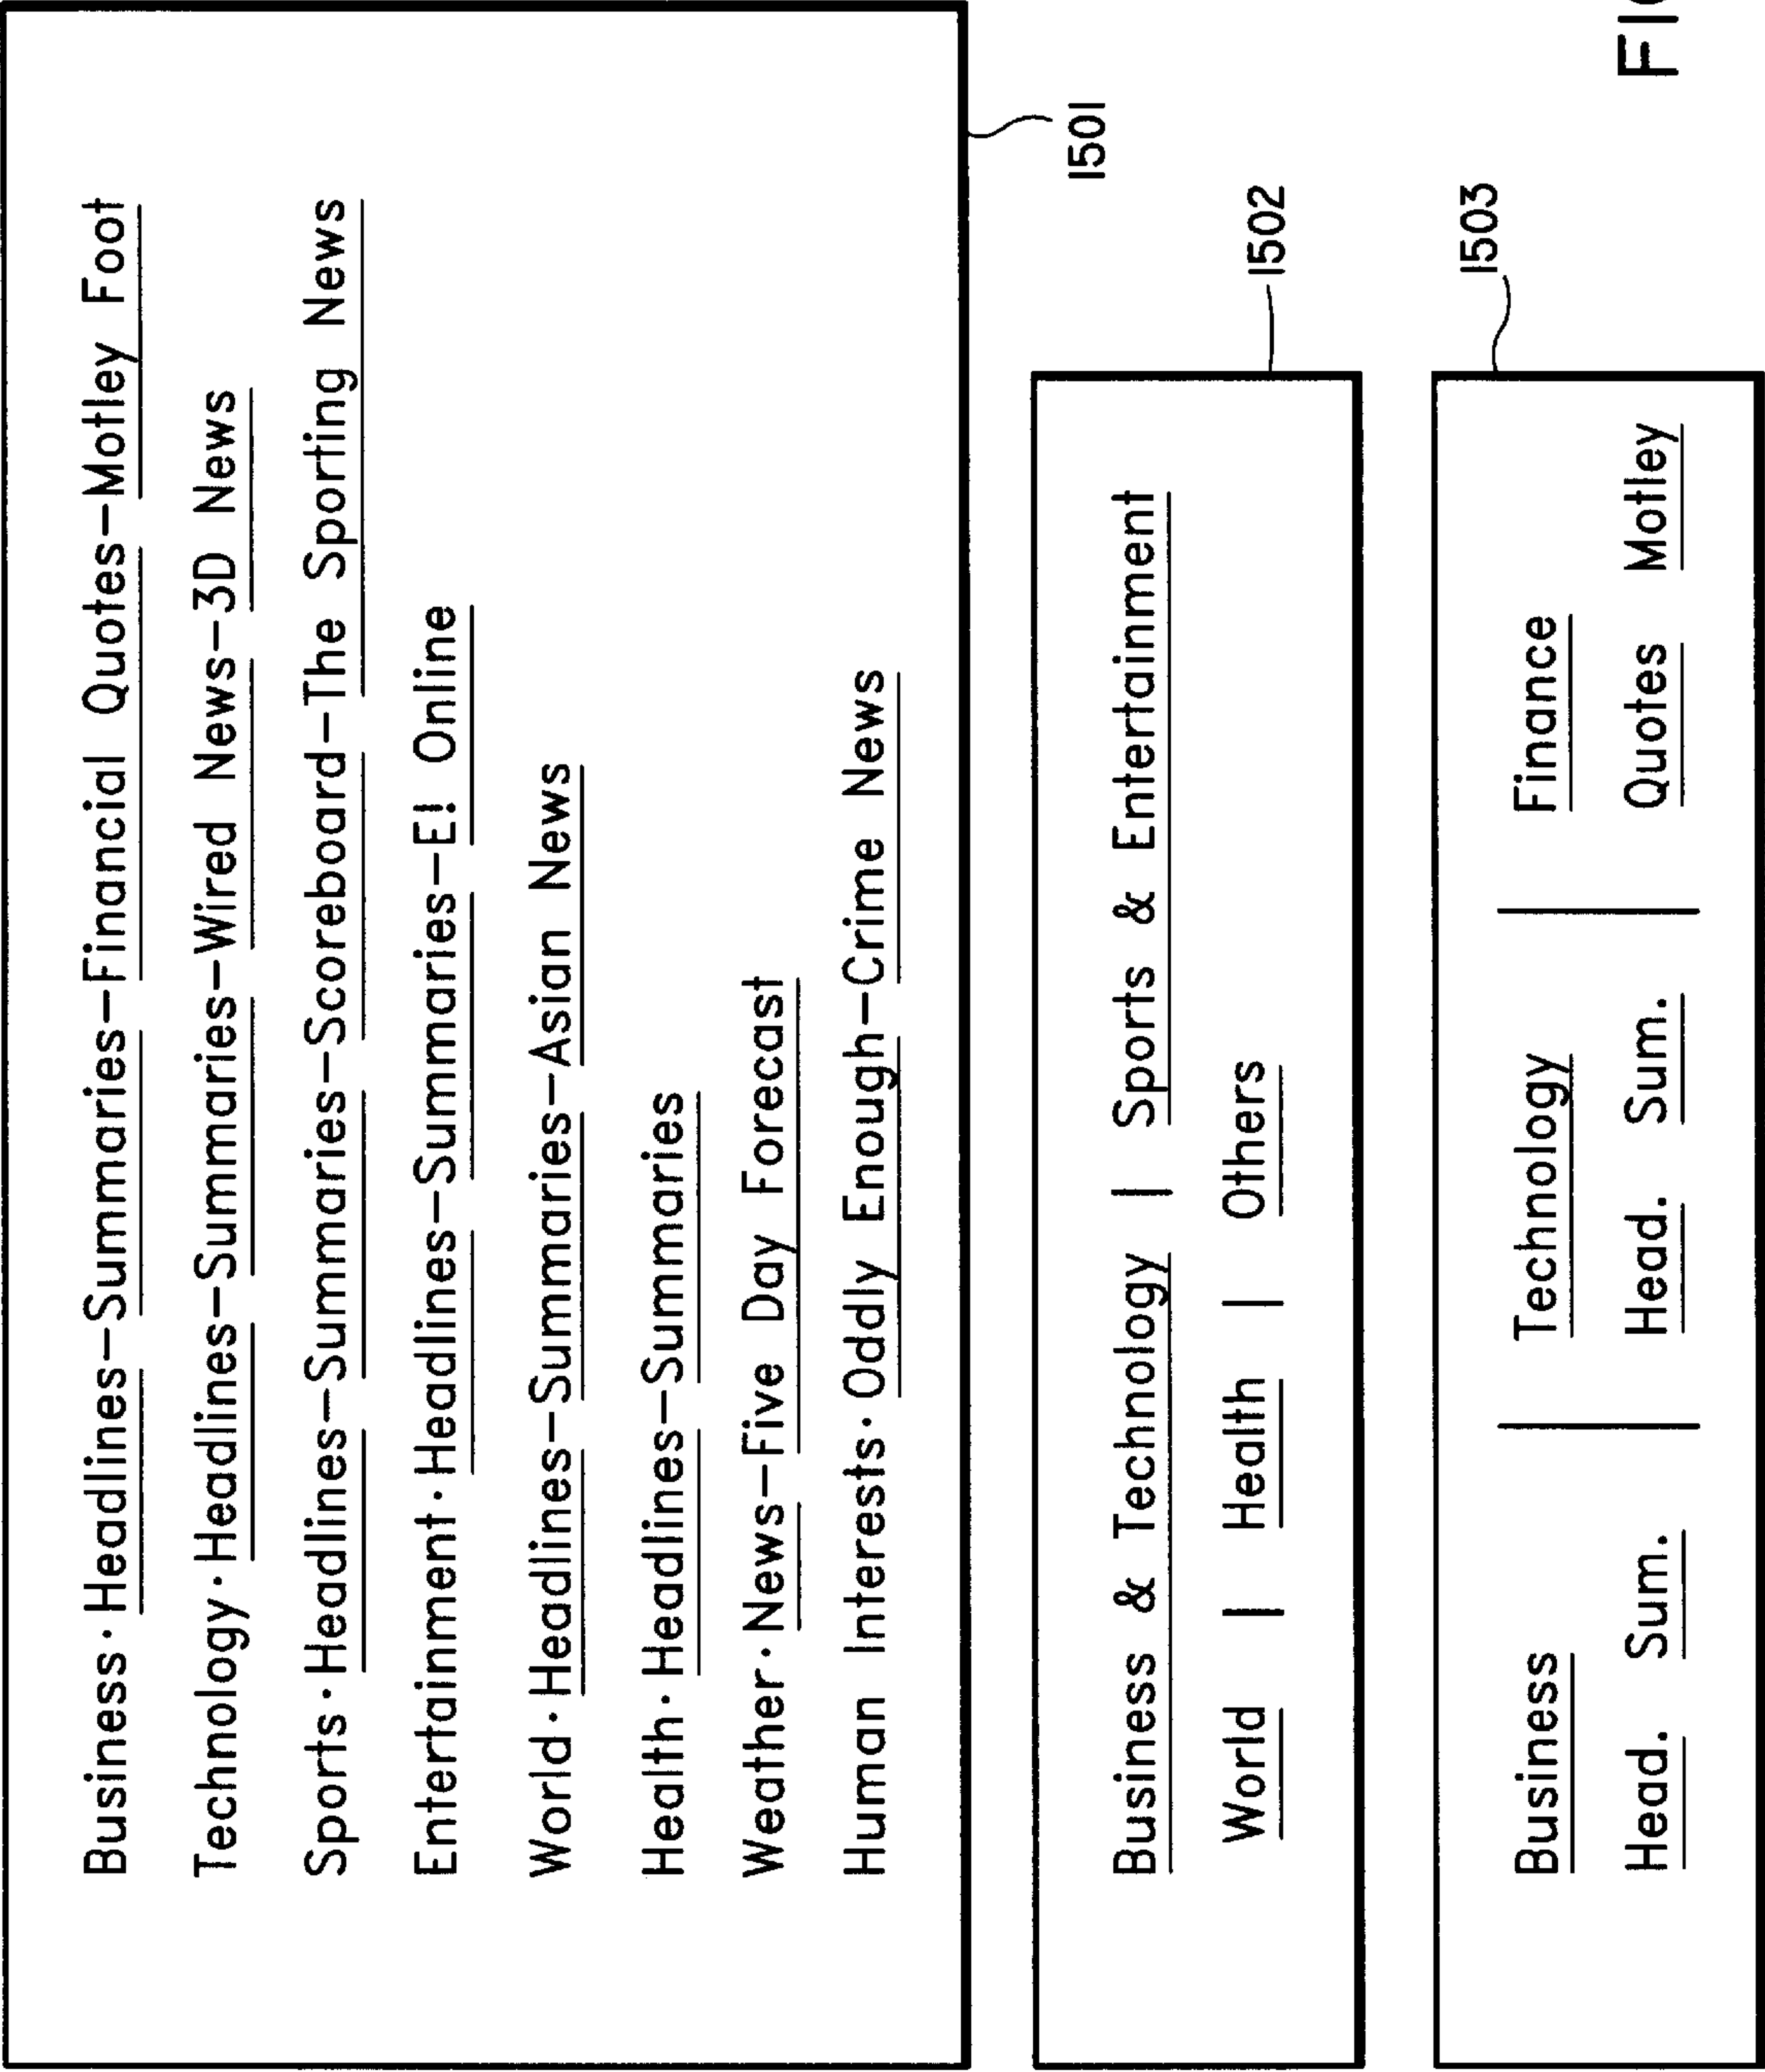 Business · Headlines–Summaries–Financial Quotes–Motley Foot
Technology · Headlines–Summaries–Wired News–3D News
Sports · Headlines–Summaries–Scoreboard–The Sporting News
Entertainment · Headlines–Summaries–E! Online
World · Headlines–Summaries–Asian News
Health · Headlines–Summaries
Weather · News–Five Day Forecast
Human Interests · Oddly Enough–Crime News
1501
Business & Technology | Sports & Entertainment
World | Health | Others
1502
Business | Technology | Finance
Head. Sum. | Head. Sum. | Quotes Motley
1503